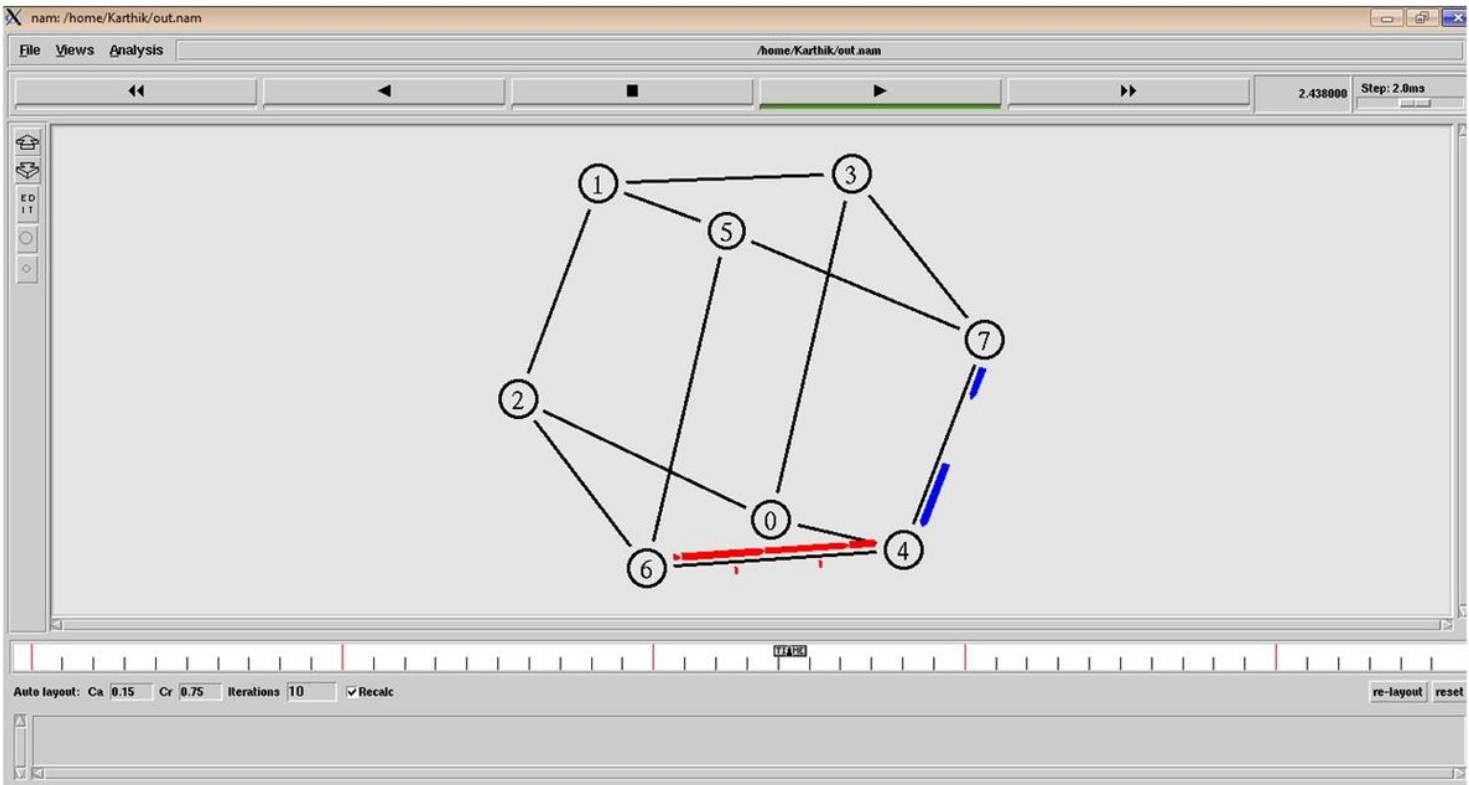 nam: /home/Karthik/out.nam
File Views Analysis /home/Karthik/out.nam
2.438000 Step: 2.0ms
ED
IT
1
3
5
7
2
0
4
6
TIME
Auto layout: Ca 0.15 Cr 0.75 Iterations 10 Recalc re-layout reset